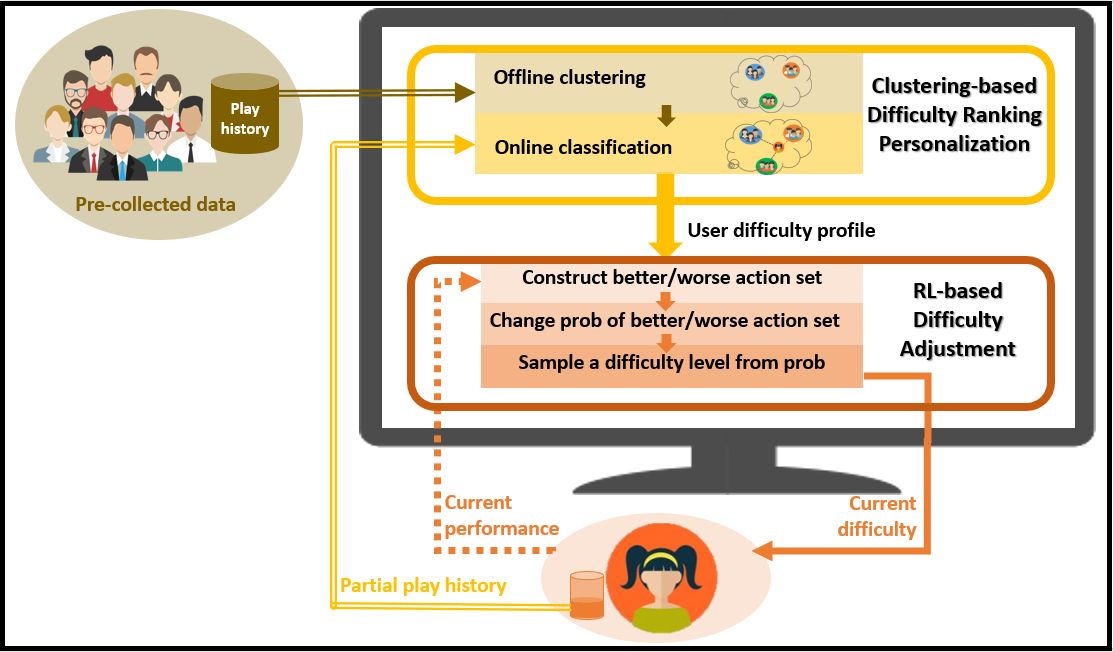 Play
history
Pre-collected data
Offline clustering
Online classification
Clustering-based
Difficulty Ranking
Personalization
User difficulty profile
Construct better/worse action set
Change prob of better/worse action set
Sample a difficulty level from prob
RL-based
Difficulty
Adjustment
Current
performance
Current
difficulty
Partial play history